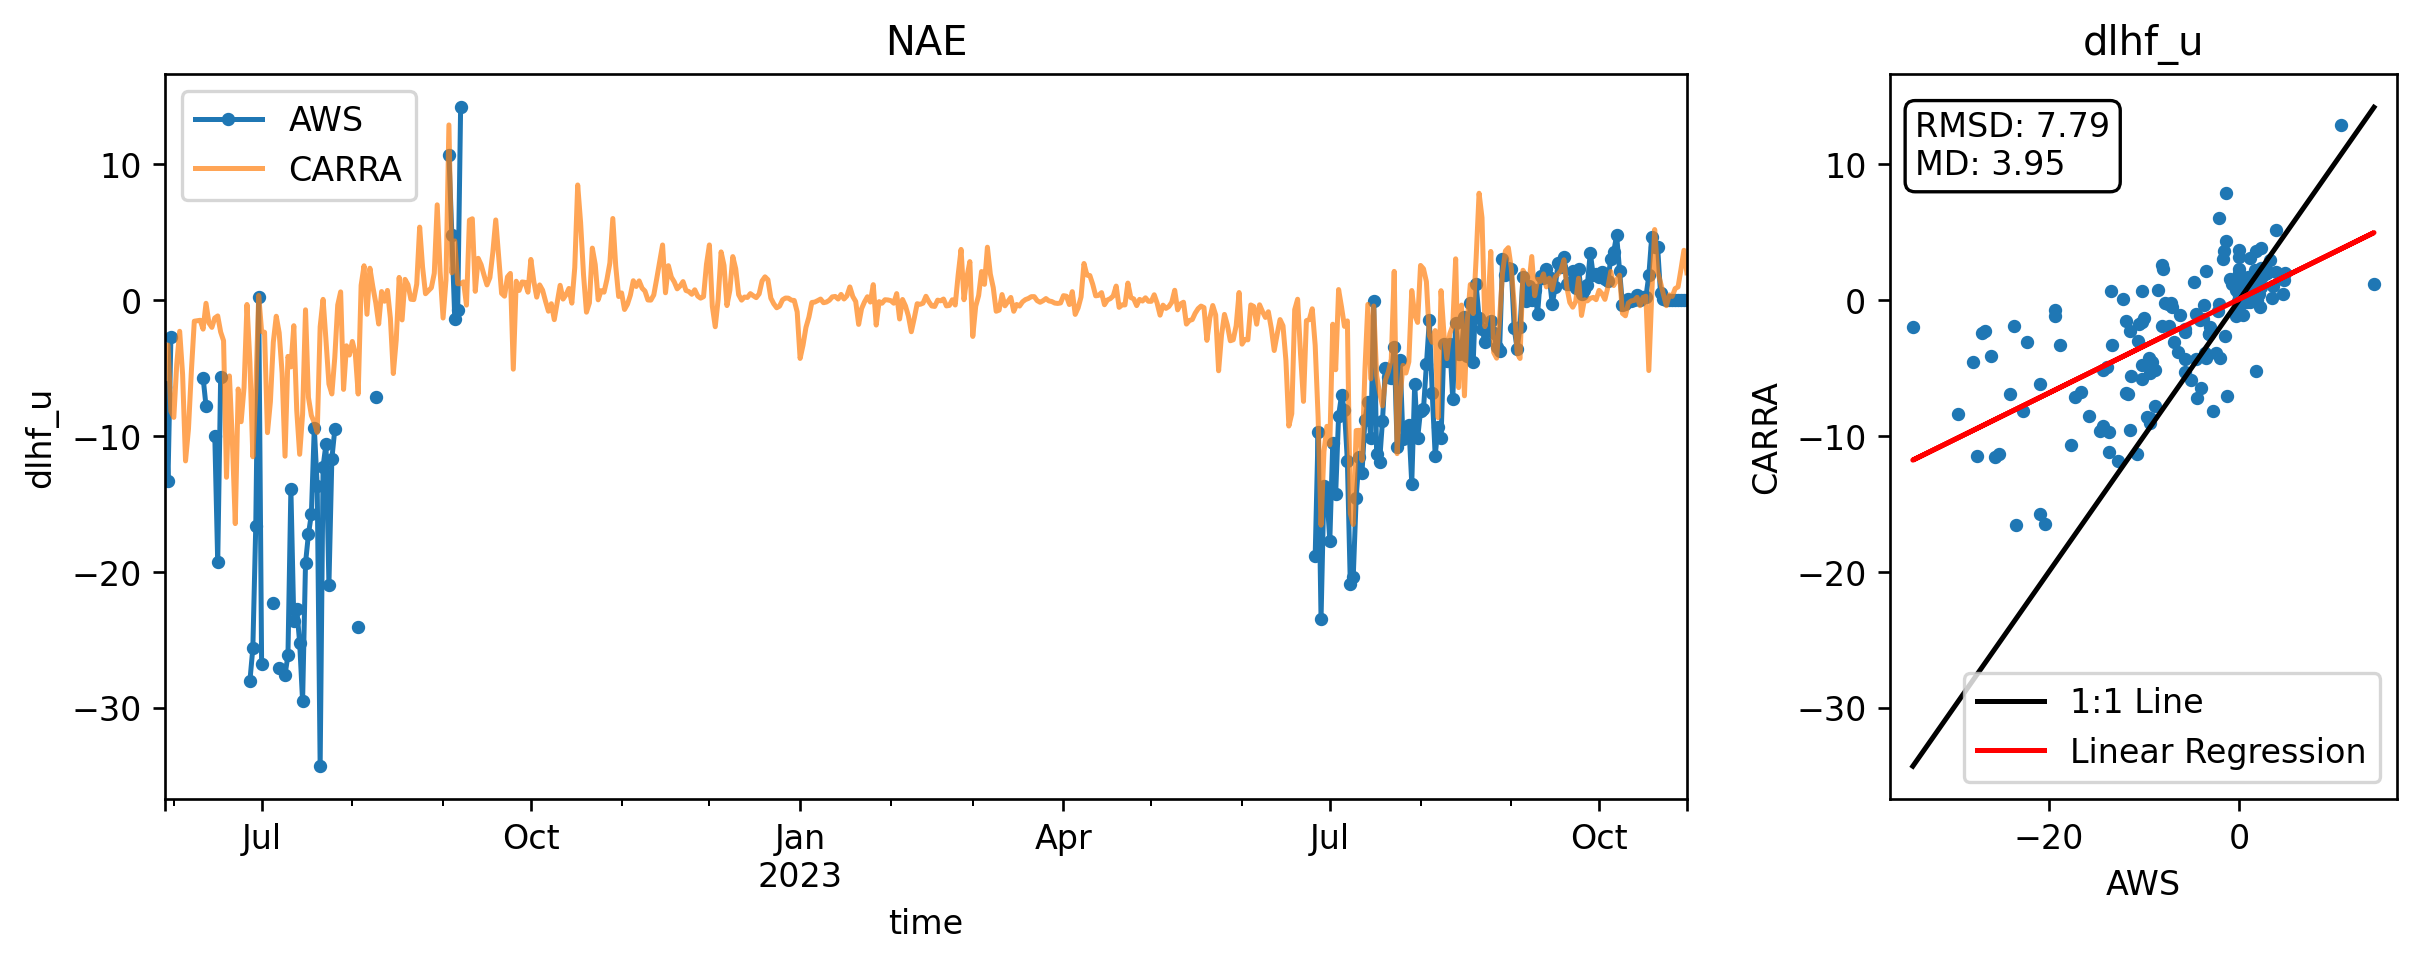 NAE
AWS
CARRA
10
0
−10
−20
−30
dlhf_u
Jul
Oct
Jan
2023
Apr
Jul
Oct
time
dlhf_u
RMSD: 7.79
MD: 3.95
10
0
−10
−20
−30
CARRA
1:1 Line
Linear Regression
−20
0
AWS